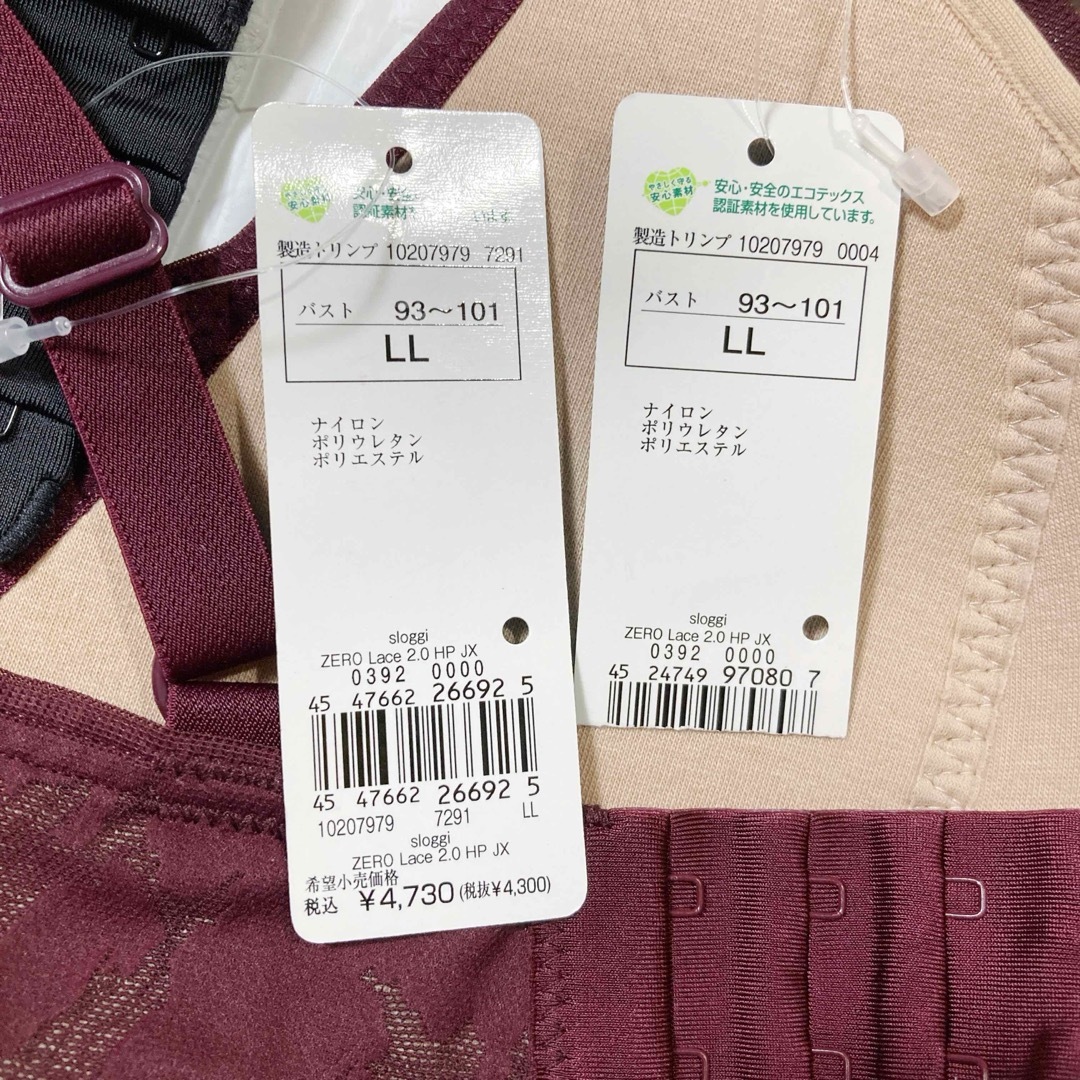 安心・安全
認証素材を
製造トリンプ 10207979 7291
バスト 93～101
LL
ナイロン
ポリウレタン
ポリエステル
sloggi
ZERO Lace 2.0 HP JX
0392 0000
45 47662 26692 5
45 47662 26692 5
10207979 7291 LL
sloggi
ZERO Lace 2.0 HP JX
希望小売価格
税込 ¥4,730 (税抜¥4,300)
やさしく守る
安心素材
安心・安全のエコテックス
認証素材を使用しています。
製造トリンプ 10207979 0004
バスト 93～101
LL
ナイロン
ポリウレタン
ポリエステル
sloggi
ZERO Lace 2.0 HP JX
0392 0000
45 24749 97080 7